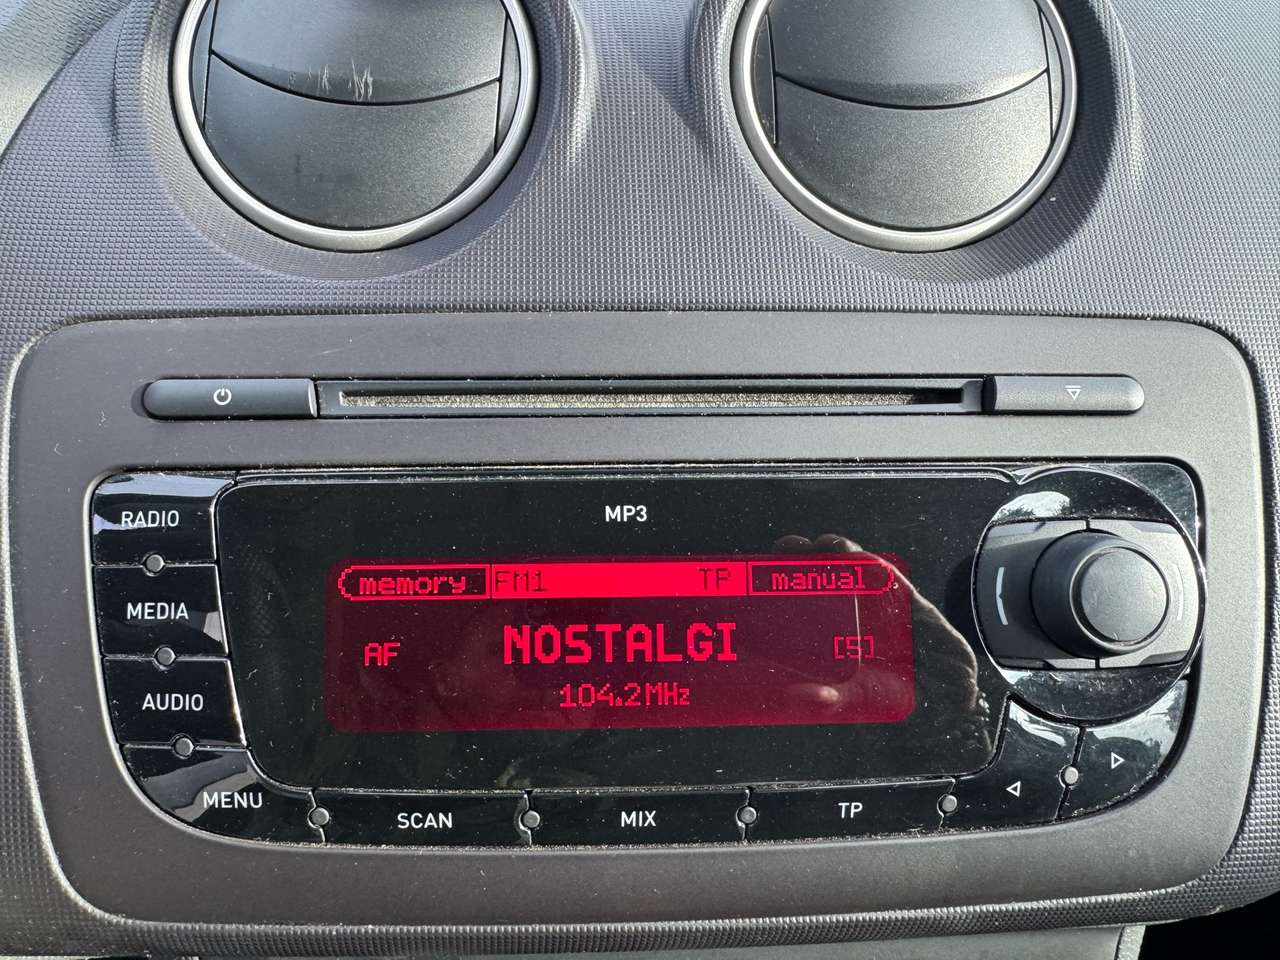 RADIO
MP3
memory FM1 TP manual
MEDIA
AF NOSTALGI [5]
104.2MHz
AUDIO
MENU
SCAN MIX TP